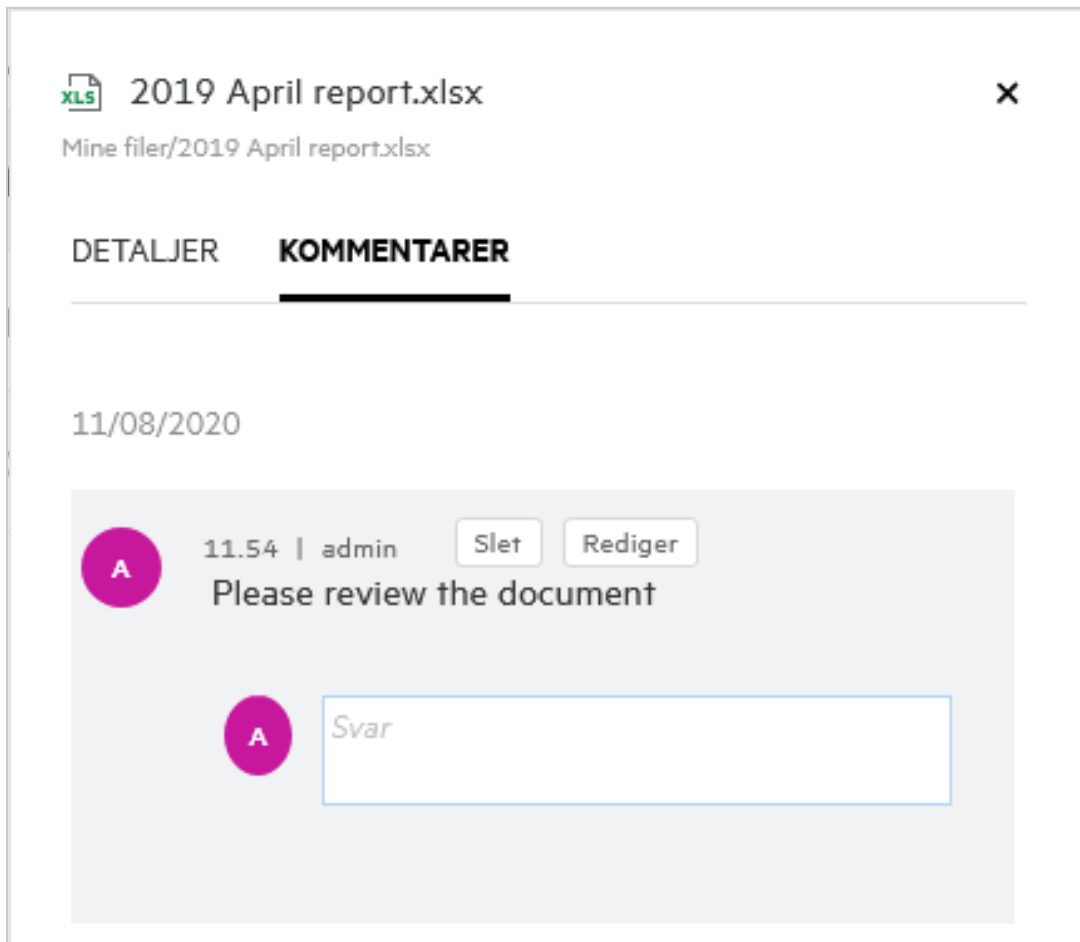 XLS 2019 April report.xlsx
Mine filer/2019 April report.xlsx
DETALJER KOMMENTARER
11/08/2020
A 11.54 | admin Slet Rediger
Please review the document
A Svar